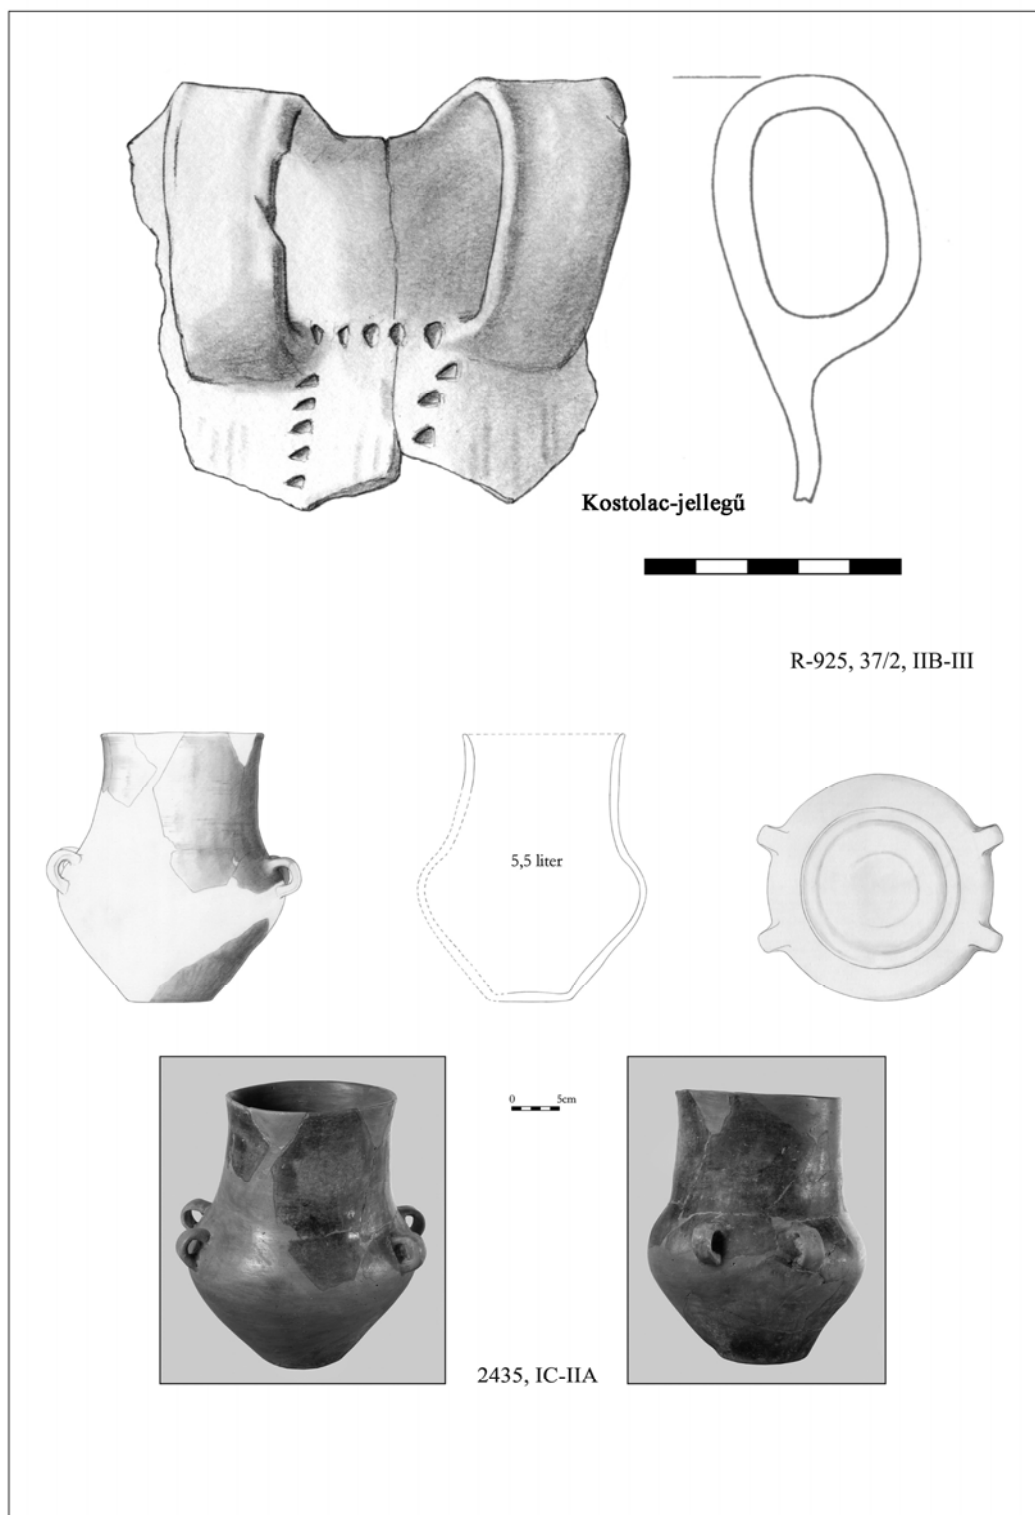 Kostolac-jellegű
R-925, 37/2, IIB-III
5,5 liter
0 5cm
2435, IC-IIA